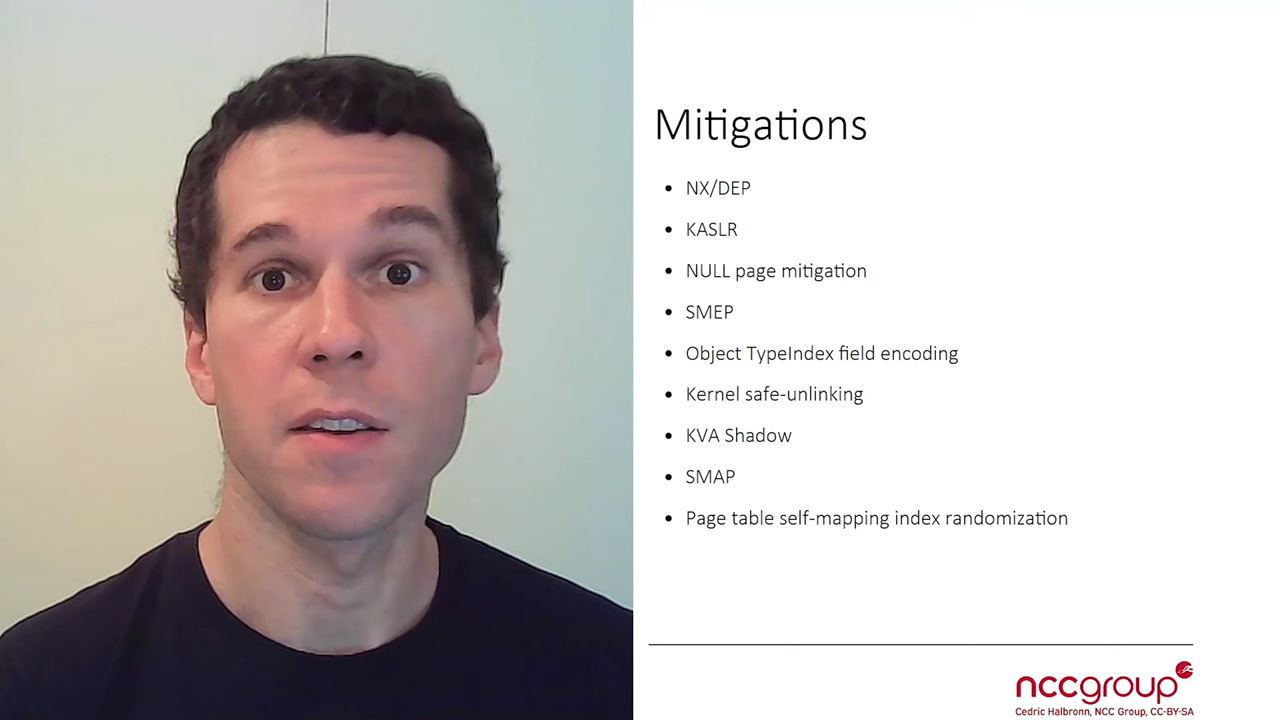 Mitigations
• NX/DEP
• KASLR
• NULL page mitigation
• SMEP
• Object TypeIndex field encoding
• Kernel safe-unlinking
• KVA Shadow
• SMAP
• Page table self-mapping index randomization
nccgroup
Cedric Halbronn, NCC Group, CC-BY-SA